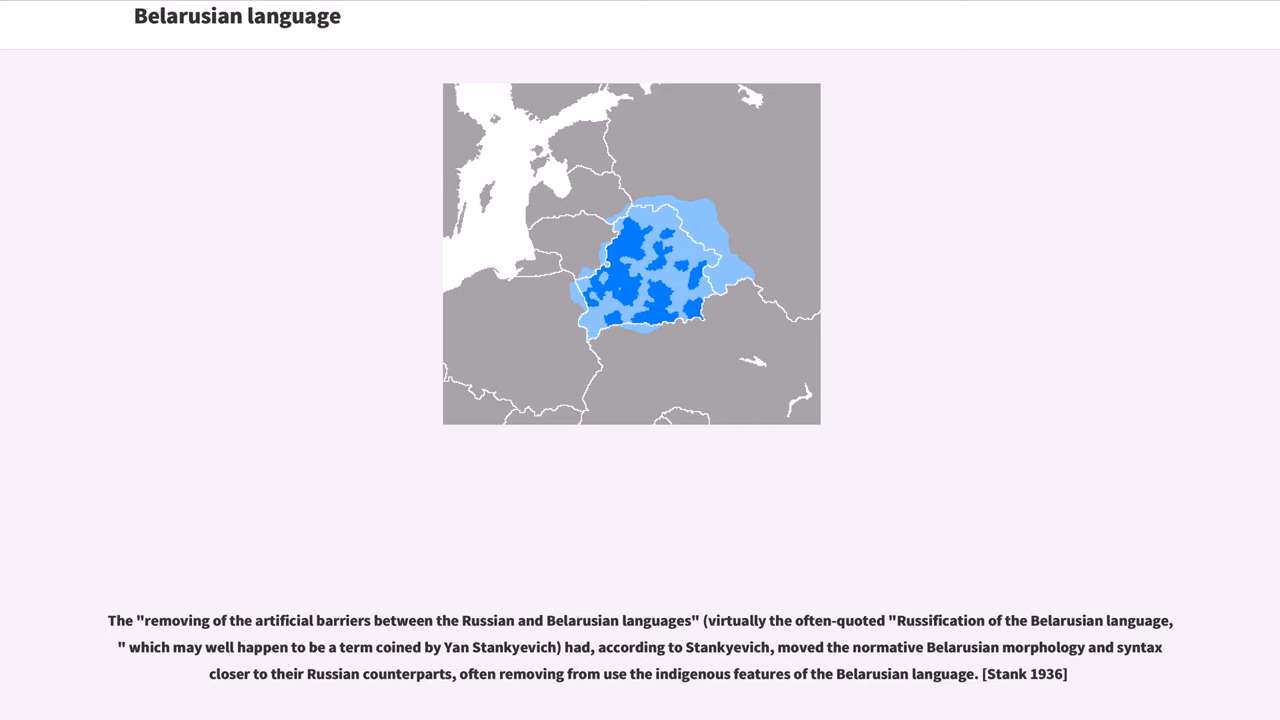 Belarusian language
The "removing of the artificial barriers between the Russian and Belarusian languages" (virtually the often-quoted "Russification of the Belarusian language,
" which may well happen to be a term coined by Yan Stankyevich) had, according to Stankyevich, moved the normative Belarusian morphology and syntax
closer to their Russian counterparts, often removing from use the indigenous features of the Belarusian language. [Stank 1936]